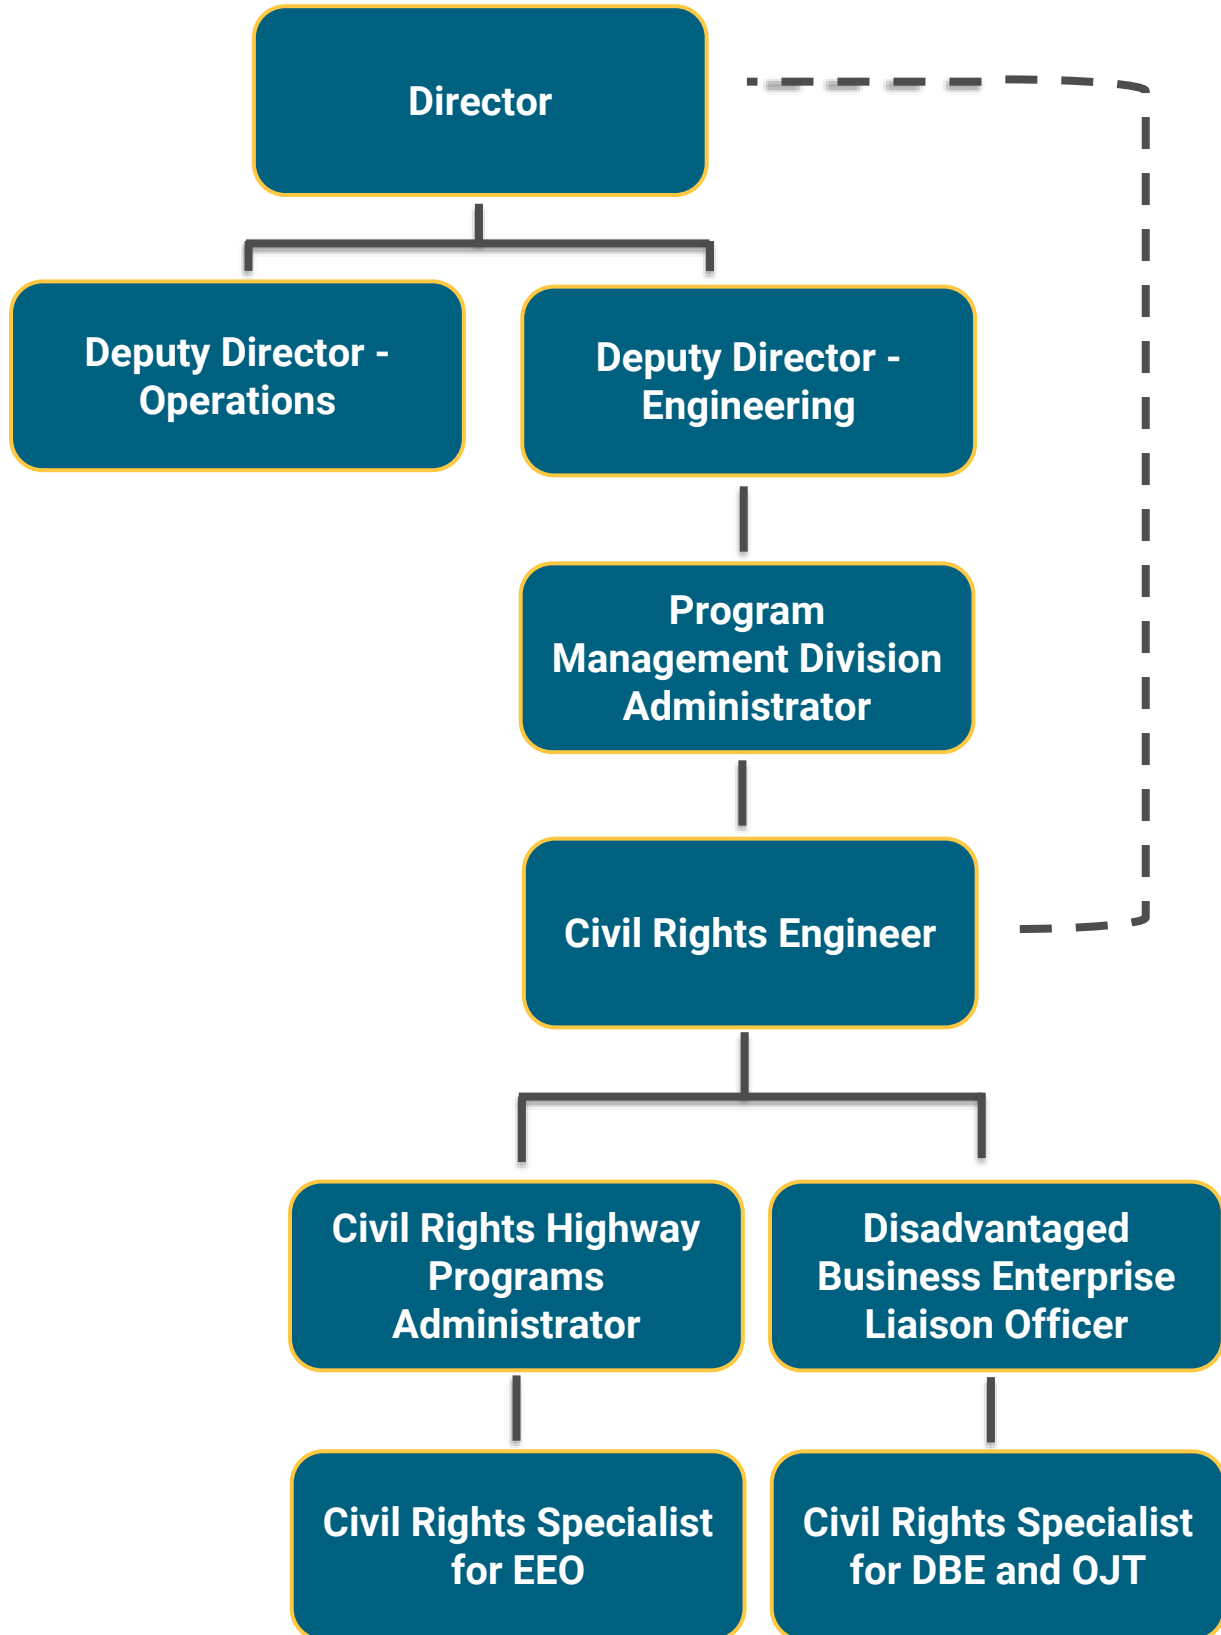 Director
Deputy Director -
Operations
Deputy Director -
Engineering
Program
Management Division
Administrator
Civil Rights Engineer
Civil Rights Highway
Programs
Administrator
Disadvantaged
Business Enterprise
Liaison Officer
Civil Rights Specialist
for EEO
Civil Rights Specialist
for DBE and OJT